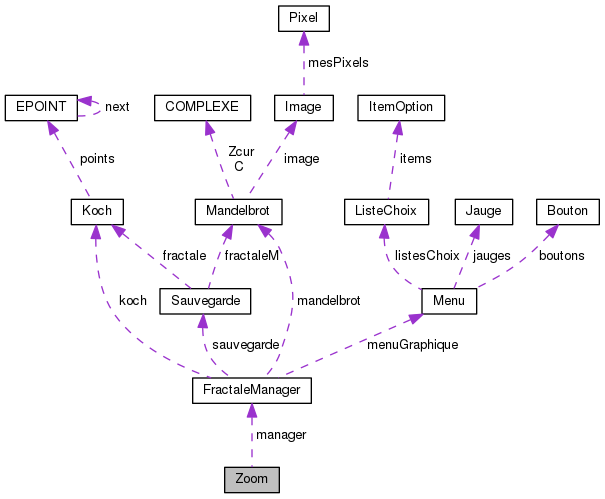 Pixel
mesPixels
EPOINT
next
COMPLEXE
Image
ItemOption
points
Zcur
C
image
items
Koch
Mandelbrot
ListeChoix
Jauge
Bouton
fractale
fractaleM
listesChoix
jauges
boutons
koch
Sauvegarde
mandelbrot
Menu
sauvegarde
menuGraphique
FractaleManager
manager
Zoom